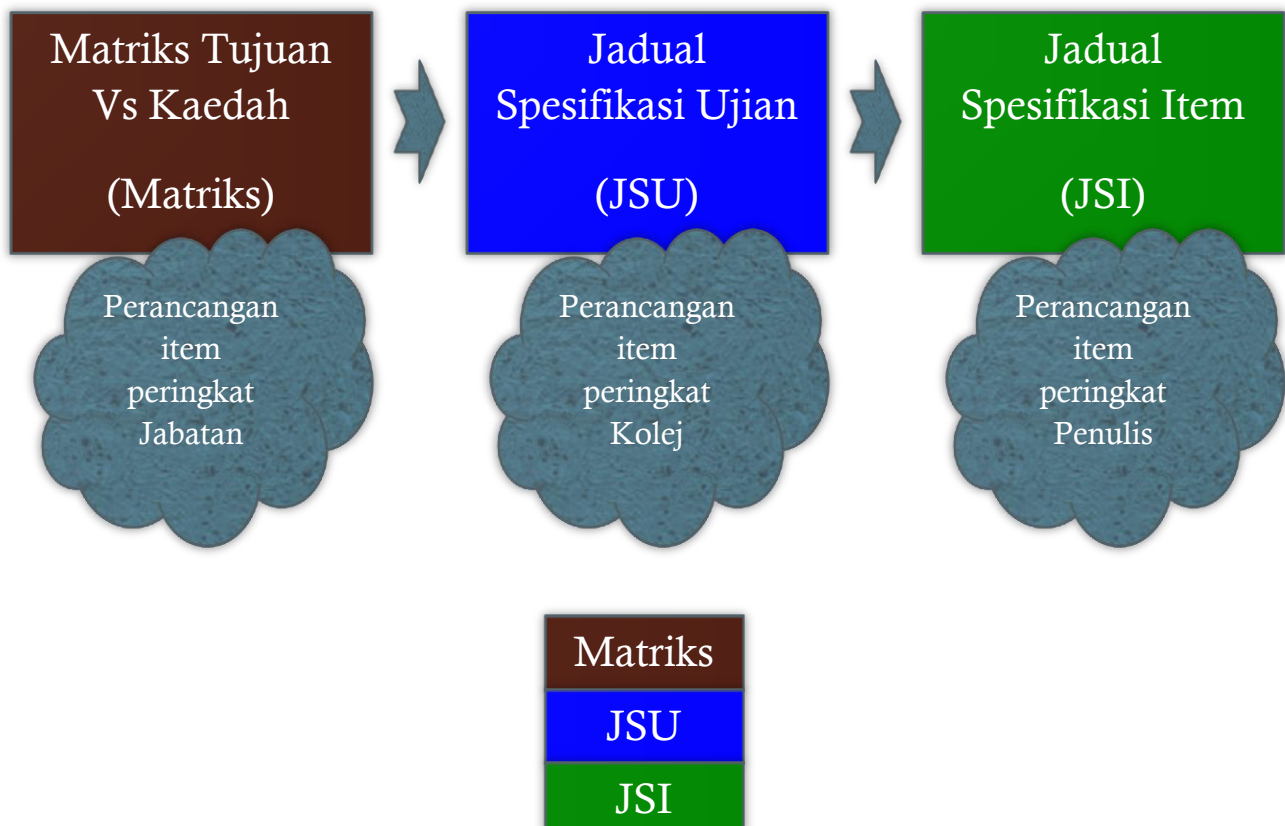 Matriks Tujuan
Vs Kaedah
(Matriks)
Jadual
Spesifikasi Ujian
(JSU)
Jadual
Spesifikasi Item
(JSI)
Perancangan
item
peringkat
Jabatan
Perancangan
item
peringkat
Kolej
Perancangan
item
peringkat
Penulis
Matriks
JSU
JSI